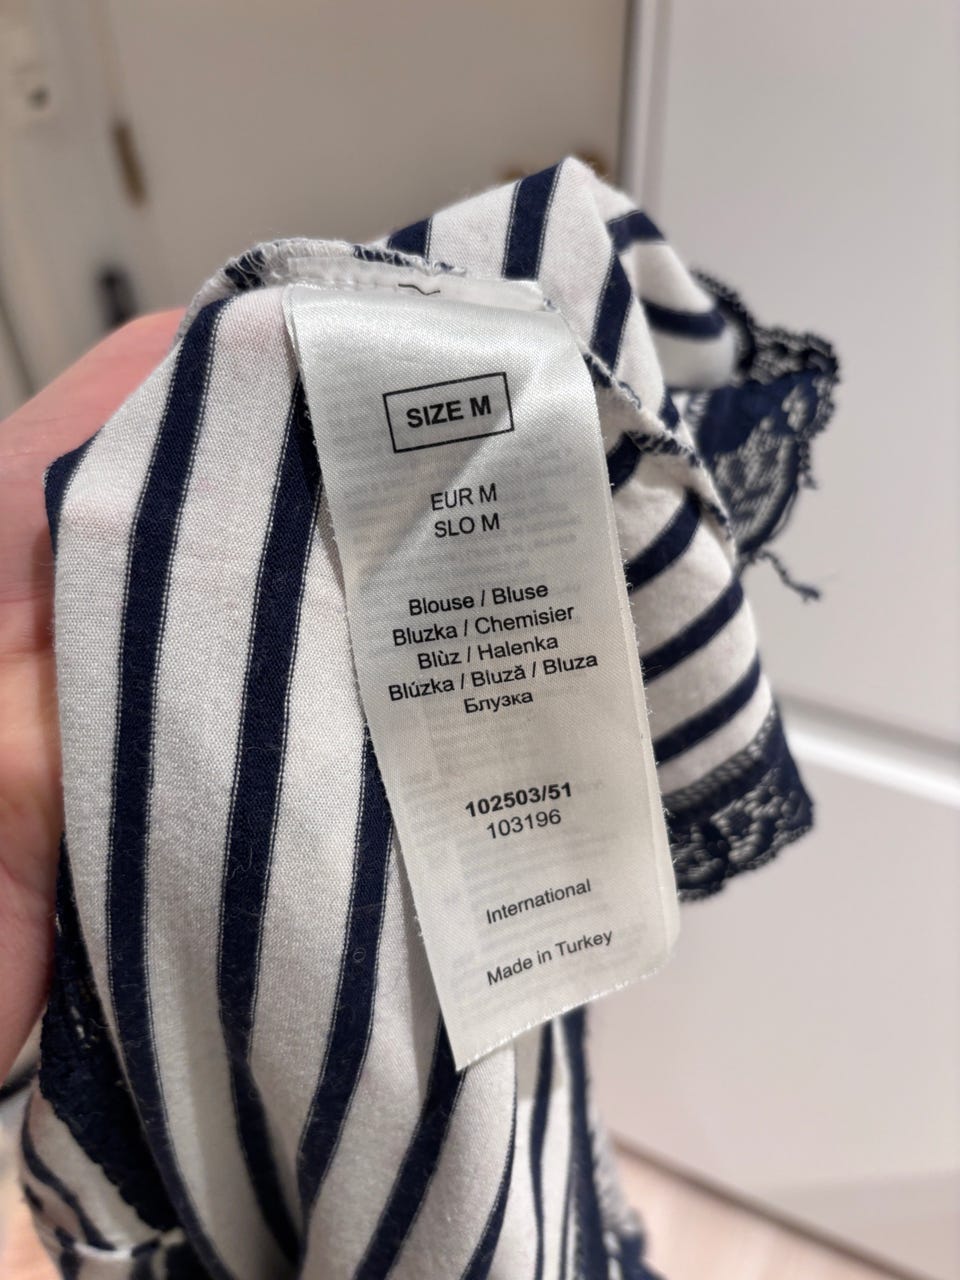 SIZE M
EUR M
SLO M
Blouse / Bluse
Bluzka / Chemisier
Blùz / Halenka
Blúzka / Bluză / Bluza
Блузка
102503/51
103196
International
Made in Turkey